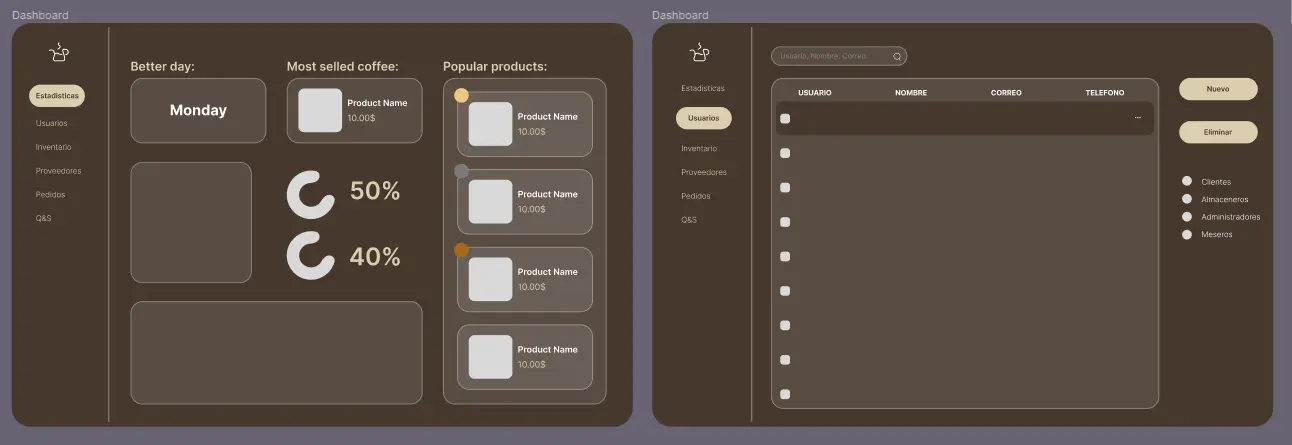 Dashboard
Estadisticas
Usuarios
Inventario
Proveedores
Pedidos
Q&S
Better day:
Monday
Most selled coffee:
Product Name
10.00$
50%
40%
Popular products:
Product Name
10.00$
Product Name
10.00$
Product Name
10.00$
Product Name
10.00$
Dashboard
Estadisticas
Usuarios
Inventario
Proveedores
Pedidos
Q&S
Usuario, Nombre, Correo
USUARIO NOMBRE CORREO TELEFONO
...
Nuevo
Eliminar
Clientes
Almaceneros
Administradores
Meseros